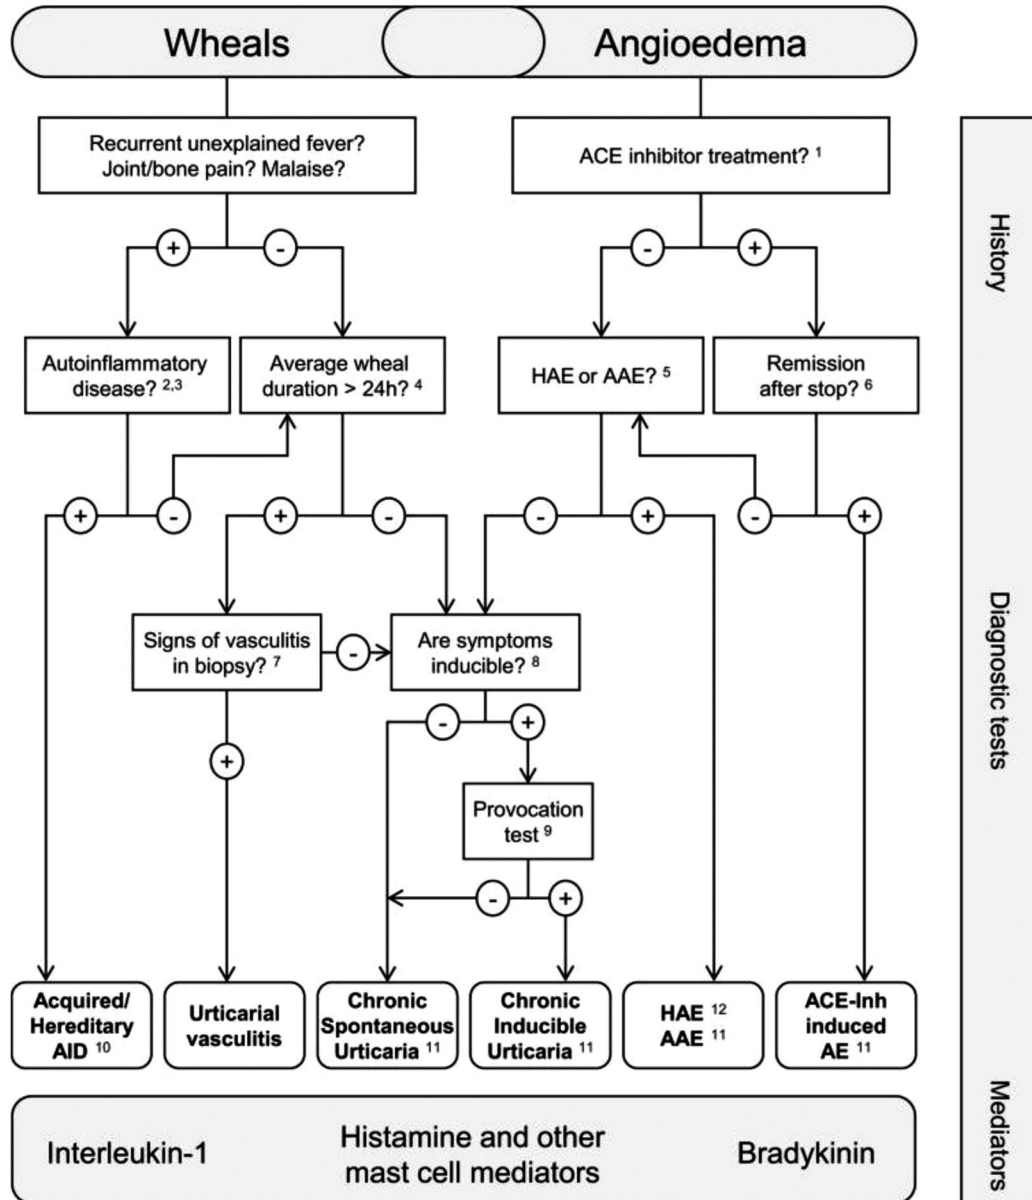 Wheals
Angioedema
Recurrent unexplained fever?
Joint/bone pain? Malaise?
ACE inhibitor treatment? 1
+
-
-
+
Autoinflammatory
disease? 2,3
Average wheal
duration > 24h? 4
HAE or AAE? 5
Remission
after stop? 6
+
-
+
-
-
+
-
+
Signs of vasculitis
in biopsy? 7
-
Are symptoms
inducible? 8
-
+
+
Provocation
test 9
-
+
Acquired/
Hereditary
AID 10
Urticarial
vasculitis
Chronic
Spontaneous
Urticaria 11
Chronic
Inducible
Urticaria 11
HAE 12
AAE 11
ACE-Inh
induced
AE 11
Interleukin-1
Histamine and other
mast cell mediators
Bradykinin
History
Diagnostic tests
Mediators